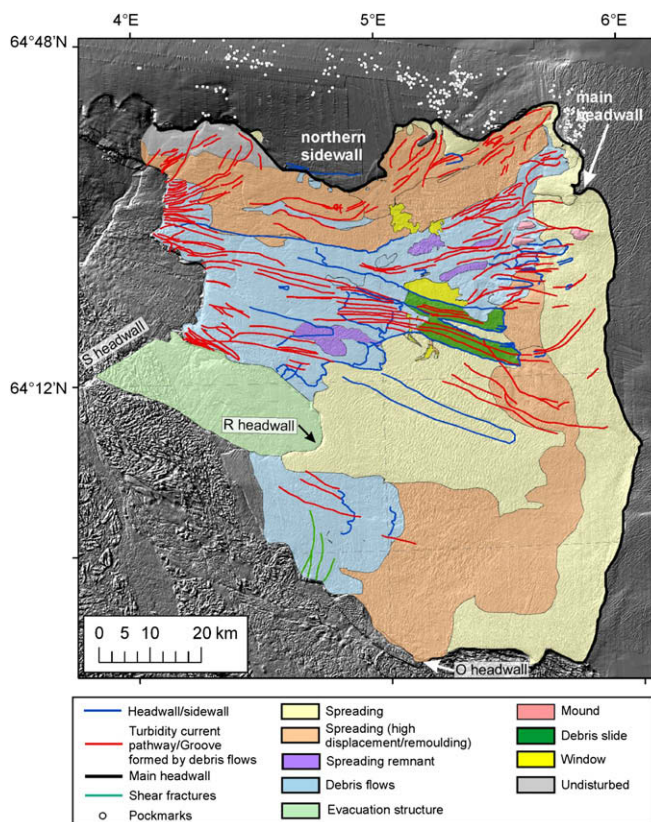 4°E
5°E
6°E
64°48'N
main
headwall
northern
sidewall
S headwall
64°12'N
R headwall
0 5 10 20 km
O headwall
Headwall/sidewall
Turbidity current
pathway/Groove
formed by debris flows
Main headwall
Shear fractures
Pockmarks
Spreading
Spreading (high
displacement/remoulding)
Spreading remnant
Debris flows
Evacuation structure
Mound
Debris slide
Window
Undisturbed